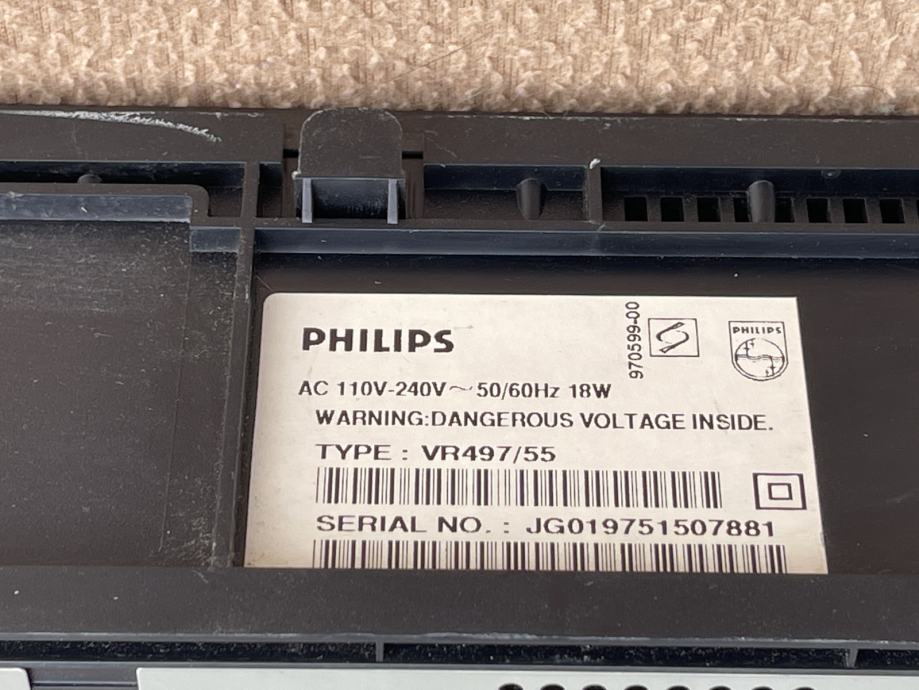 PHILIPS
970599-00
PHILIPS
AC 110V-240V~ 50/60Hz 18W
WARNING:DANGEROUS VOLTAGE INSIDE.
TYPE : VR497/55
SERIAL NO. : JG019751507881